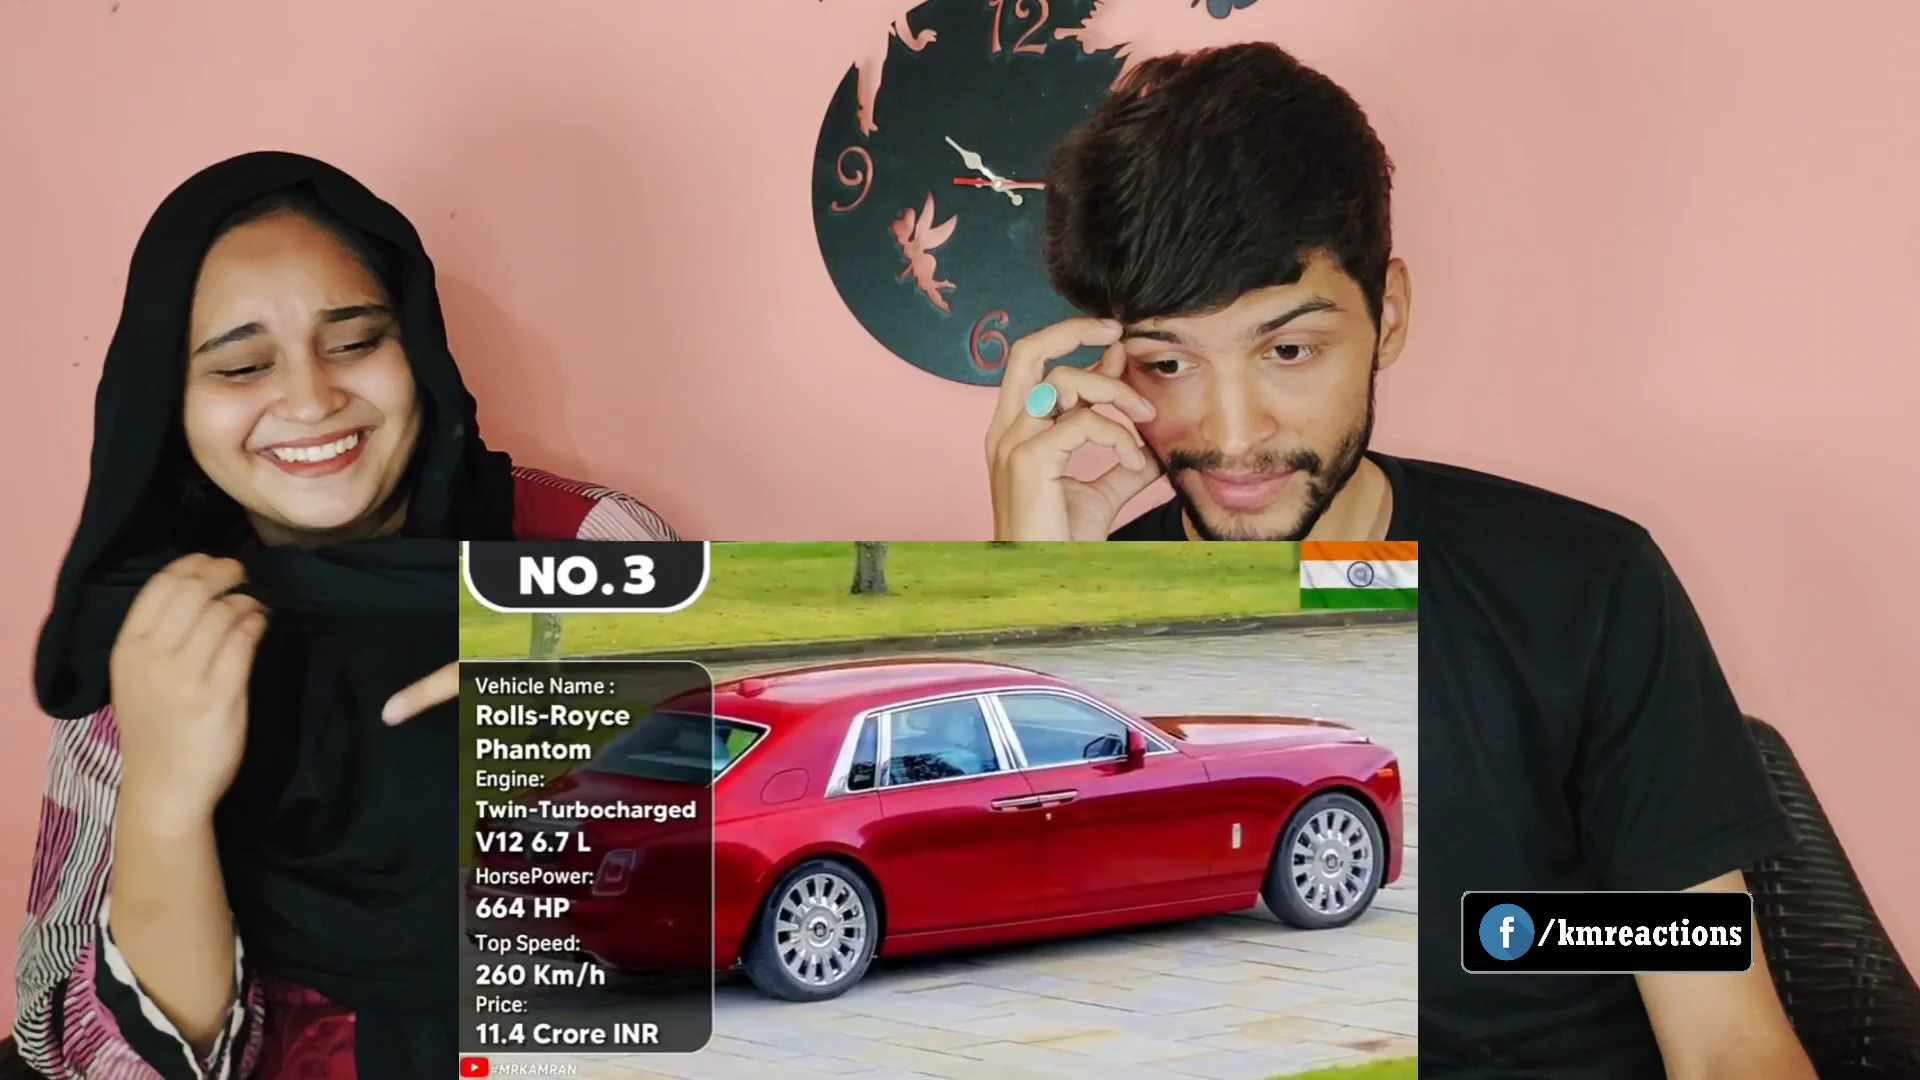 12
9
6
NO. 3
Vehicle Name :
Rolls-Royce
Phantom
Engine:
Twin-Turbocharged
V12 6.7 L
HorsePower:
664 HP
Top Speed:
260 Km/h
Price:
11.4 Crore INR
#MRKAMRAN
f/kmreactions